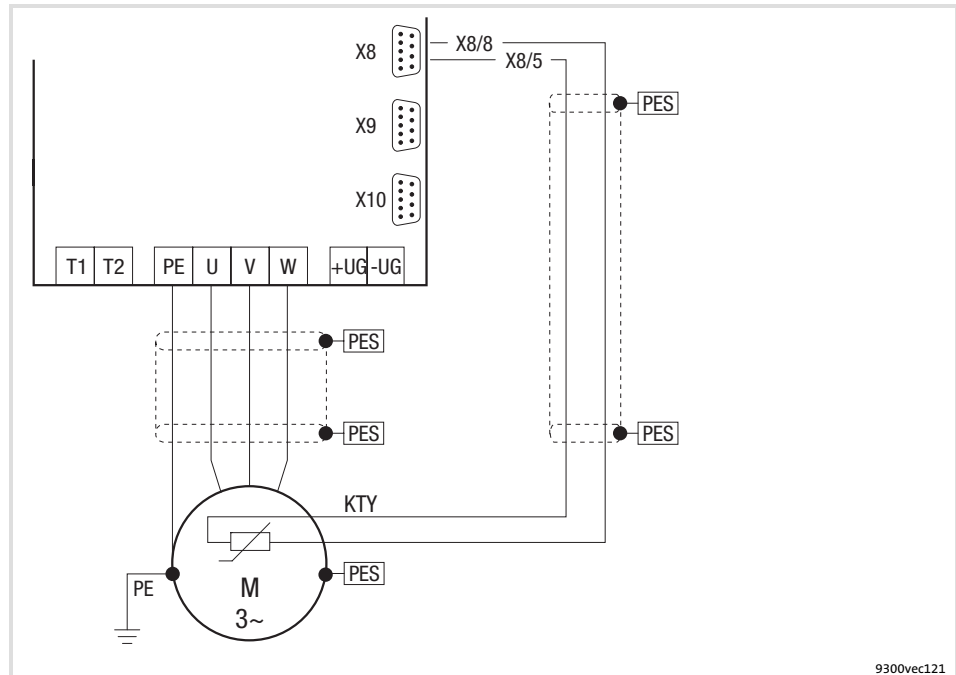 X8
X8/8
X8/5
PES
X9
X10
T1 T2 PE U V W +UG -UG
PES
PES
PES
KTY
PE
M
3~
PES
9300vec121